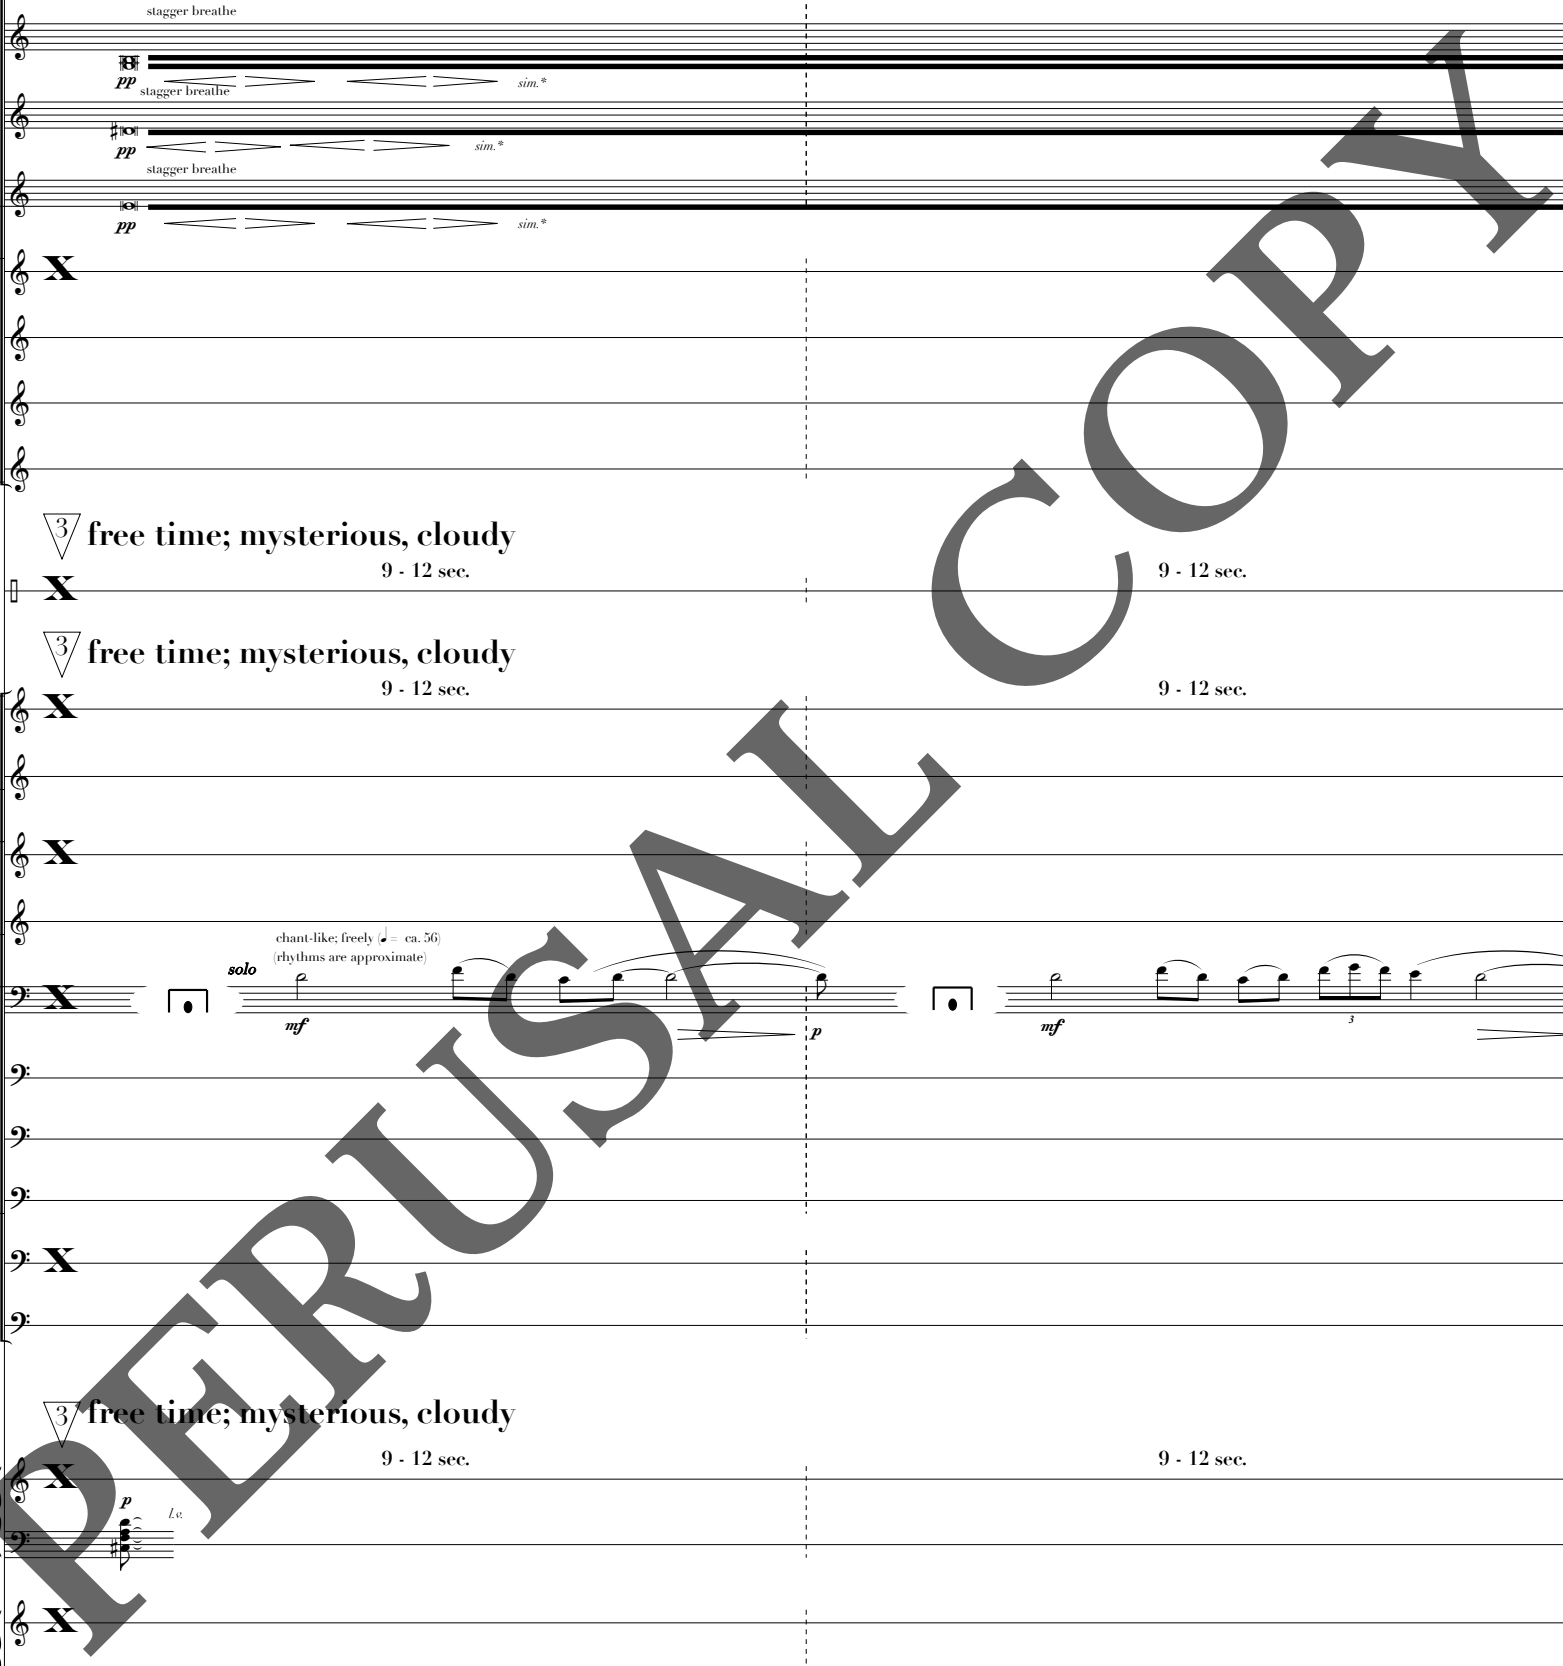 stagger breathe
pp sim.*
stagger breathe
pp sim.*
stagger breathe
pp sim.*
X
3 free time; mysterious, cloudy
9 - 12 sec. 9 - 12 sec.
X
3 free time; mysterious, cloudy
9 - 12 sec. 9 - 12 sec.
X
X
chant-like; freely (♩ = ca. 56)
(rhythms are approximate)
solo
X
mf p mf 3
X
3 free time; mysterious, cloudy
9 - 12 sec. 9 - 12 sec.
X
p l.v.
X
PERUSAL COPY